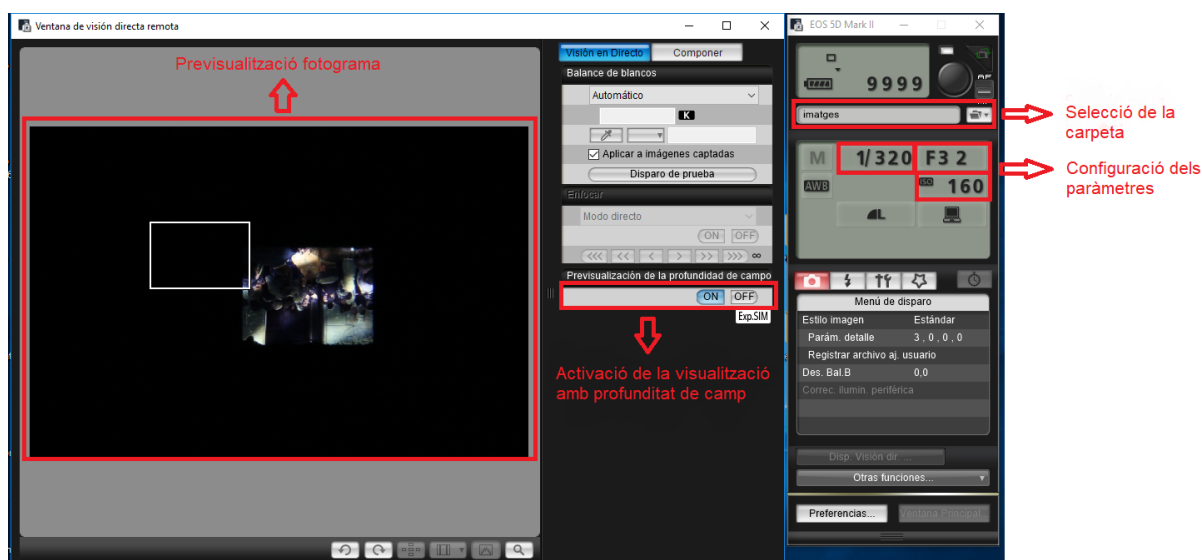 Ventana de visión directa remota
Previsualització fotograma
Visión en Directo
Componer
Balance de blancos
Automático
K
Aplicar a imágenes captadas
Disparo de prueba
Enfocar
Modo directo
ON
OFF
<<<
<<
<
>
>>
>>>
∞
Previsualización de la profundidad de campo
ON
OFF
Exp.SIM
Activació de la visualització
amb profunditat de camp
EOS 5D Mark II
9999
imatges
Selecció de la
carpeta
M
1/320
F3 2
Configuració dels
paràmetres
AWB
ISO
160
L
Menú de disparo
Estilo imagen
Estándar
Parám. detalle
3 , 0 , 0 , 0
Registrar archivo aj. usuario
Des. Bal.B
0,0
Correc. ilumin. periférica
Disp. Visión dir. ...
Otras funciones...
Preferencias...
Ventana Principal...